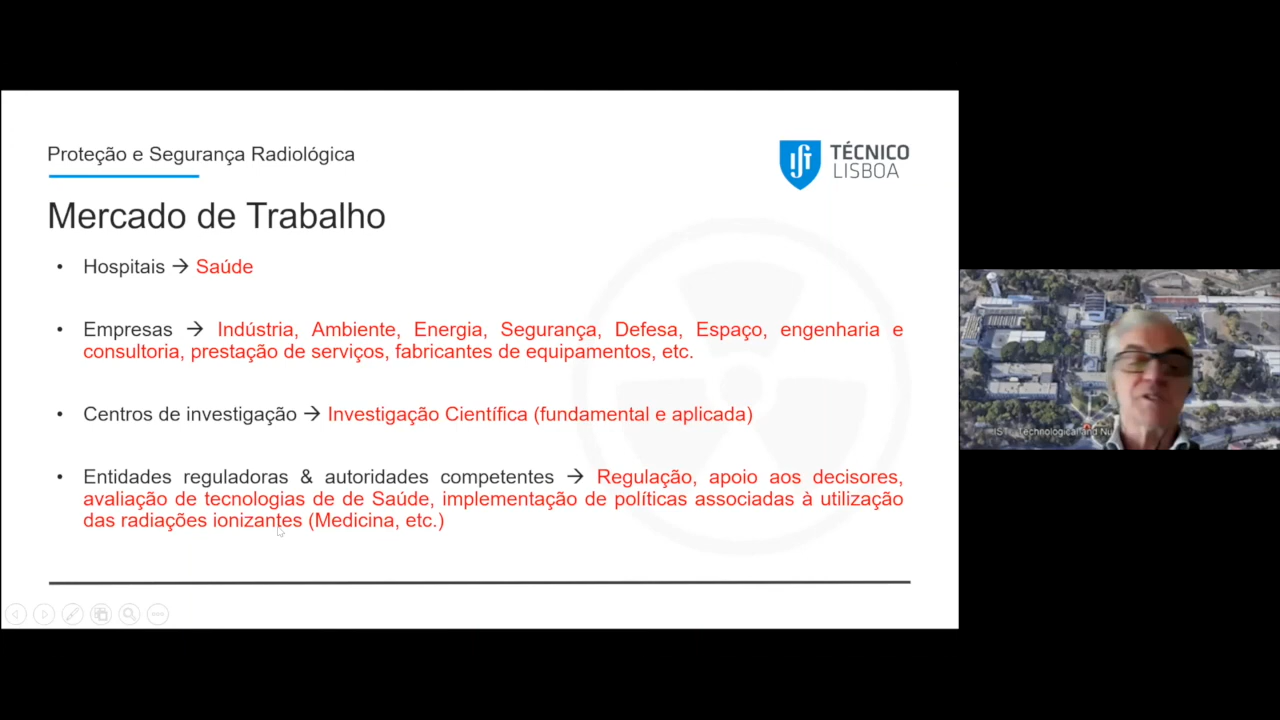 Proteção e Segurança Radiológica
TÉCNICO
LISBOA
Mercado de Trabalho
• Hospitais → Saúde
• Empresas → Indústria, Ambiente, Energia, Segurança, Defesa, Espaço, engenharia e
consultoria, prestação de serviços, fabricantes de equipamentos, etc.
• Centros de investigação → Investigação Científica (fundamental e aplicada)
• Entidades reguladoras & autoridades competentes → Regulação, apoio aos decisores,
avaliação de tecnologias de de Saúde, implementação de políticas associadas à utilização
das radiações ionizantes (Medicina, etc.)
Technological and